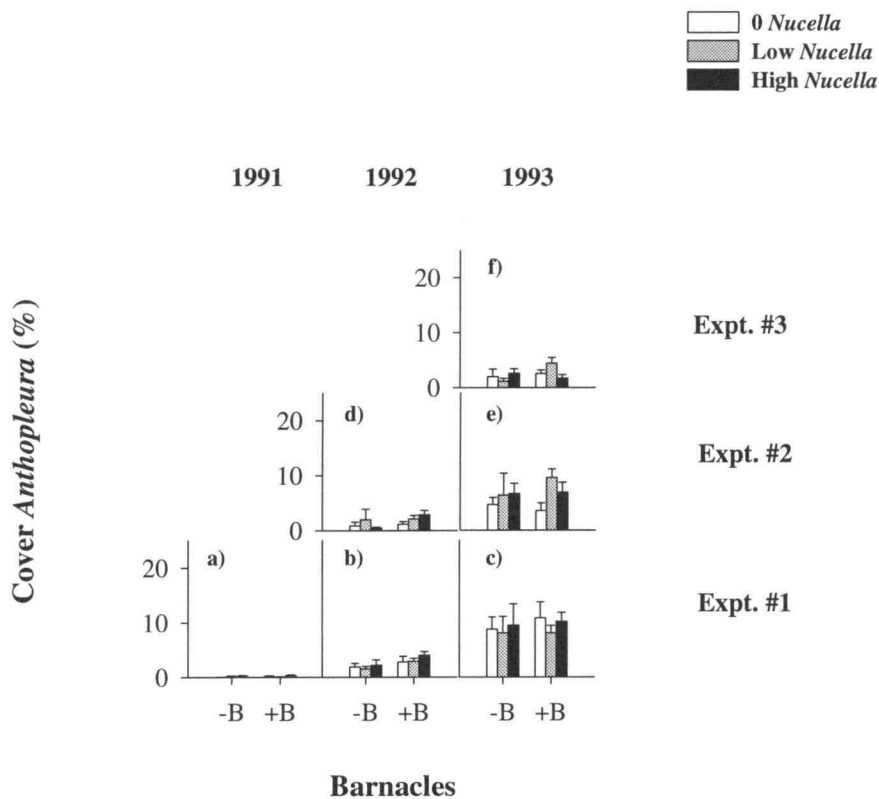 0 Nucella
Low Nucella
High Nucella
1991 1992 1993
f)
20
10
0
Expt. #3
d) e)
20
10
0
Expt. #2
a) b) c)
20
10
0
Expt. #1
-B +B -B +B -B +B
Barnacles
Cover Anthopleura (%)